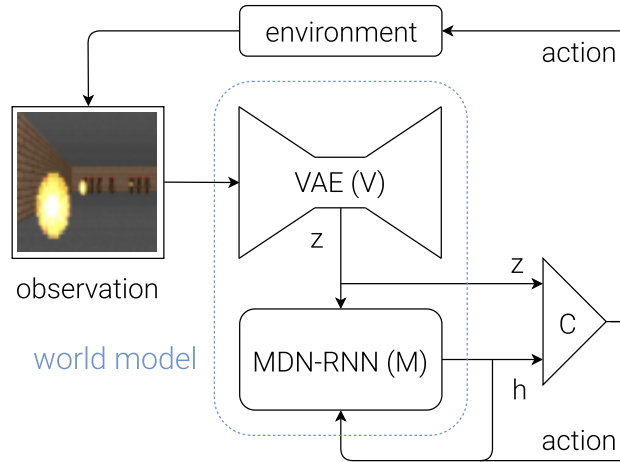 environment
action
VAE (V)
z
z
observation
C
world model
MDN-RNN (M)
h
action